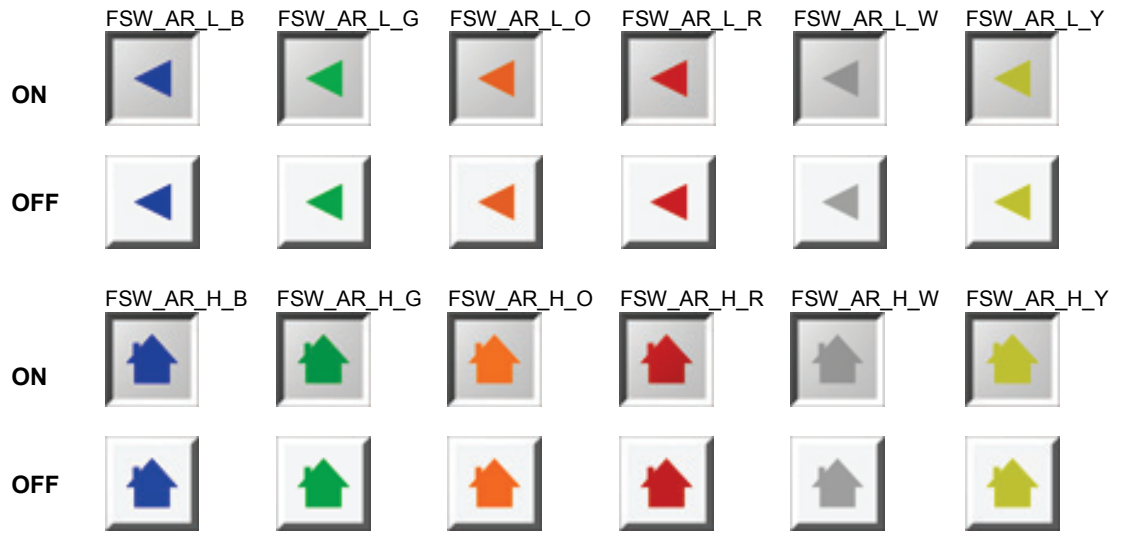 FSW_AR_L_B FSW_AR_L_G FSW_AR_L_O FSW_AR_L_R FSW_AR_L_W FSW_AR_L_Y
ON
OFF
FSW_AR_H_B FSW_AR_H_G FSW_AR_H_O FSW_AR_H_R FSW_AR_H_W FSW_AR_H_Y
ON
OFF